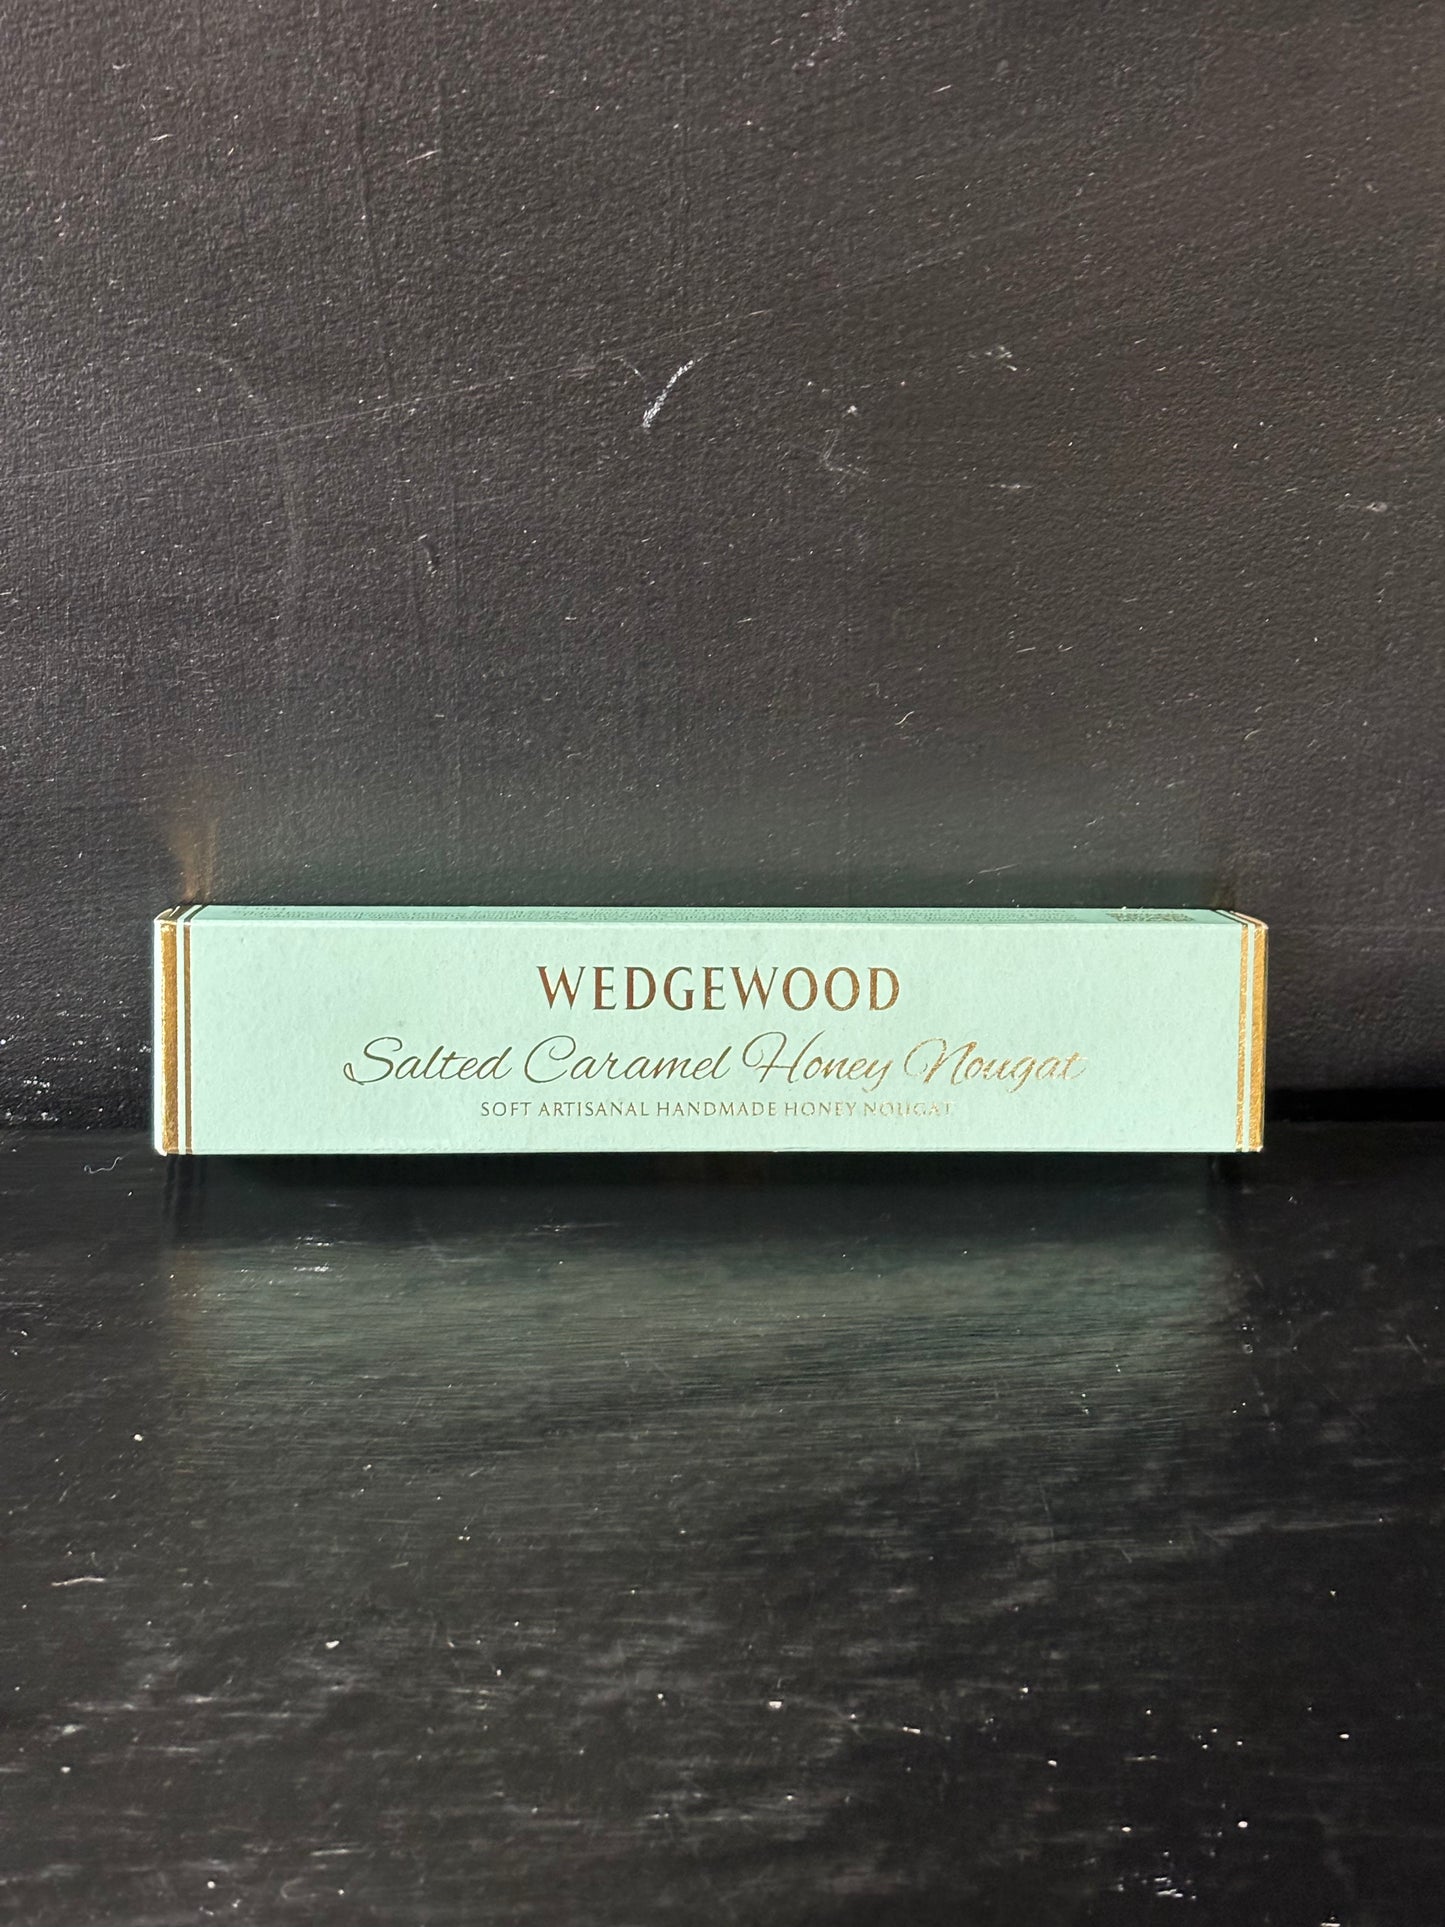 WEDGEWOOD
Salted Caramel Honey Nougat
SOFT ARTISANAL HANDMADE HONEY NOUGAT